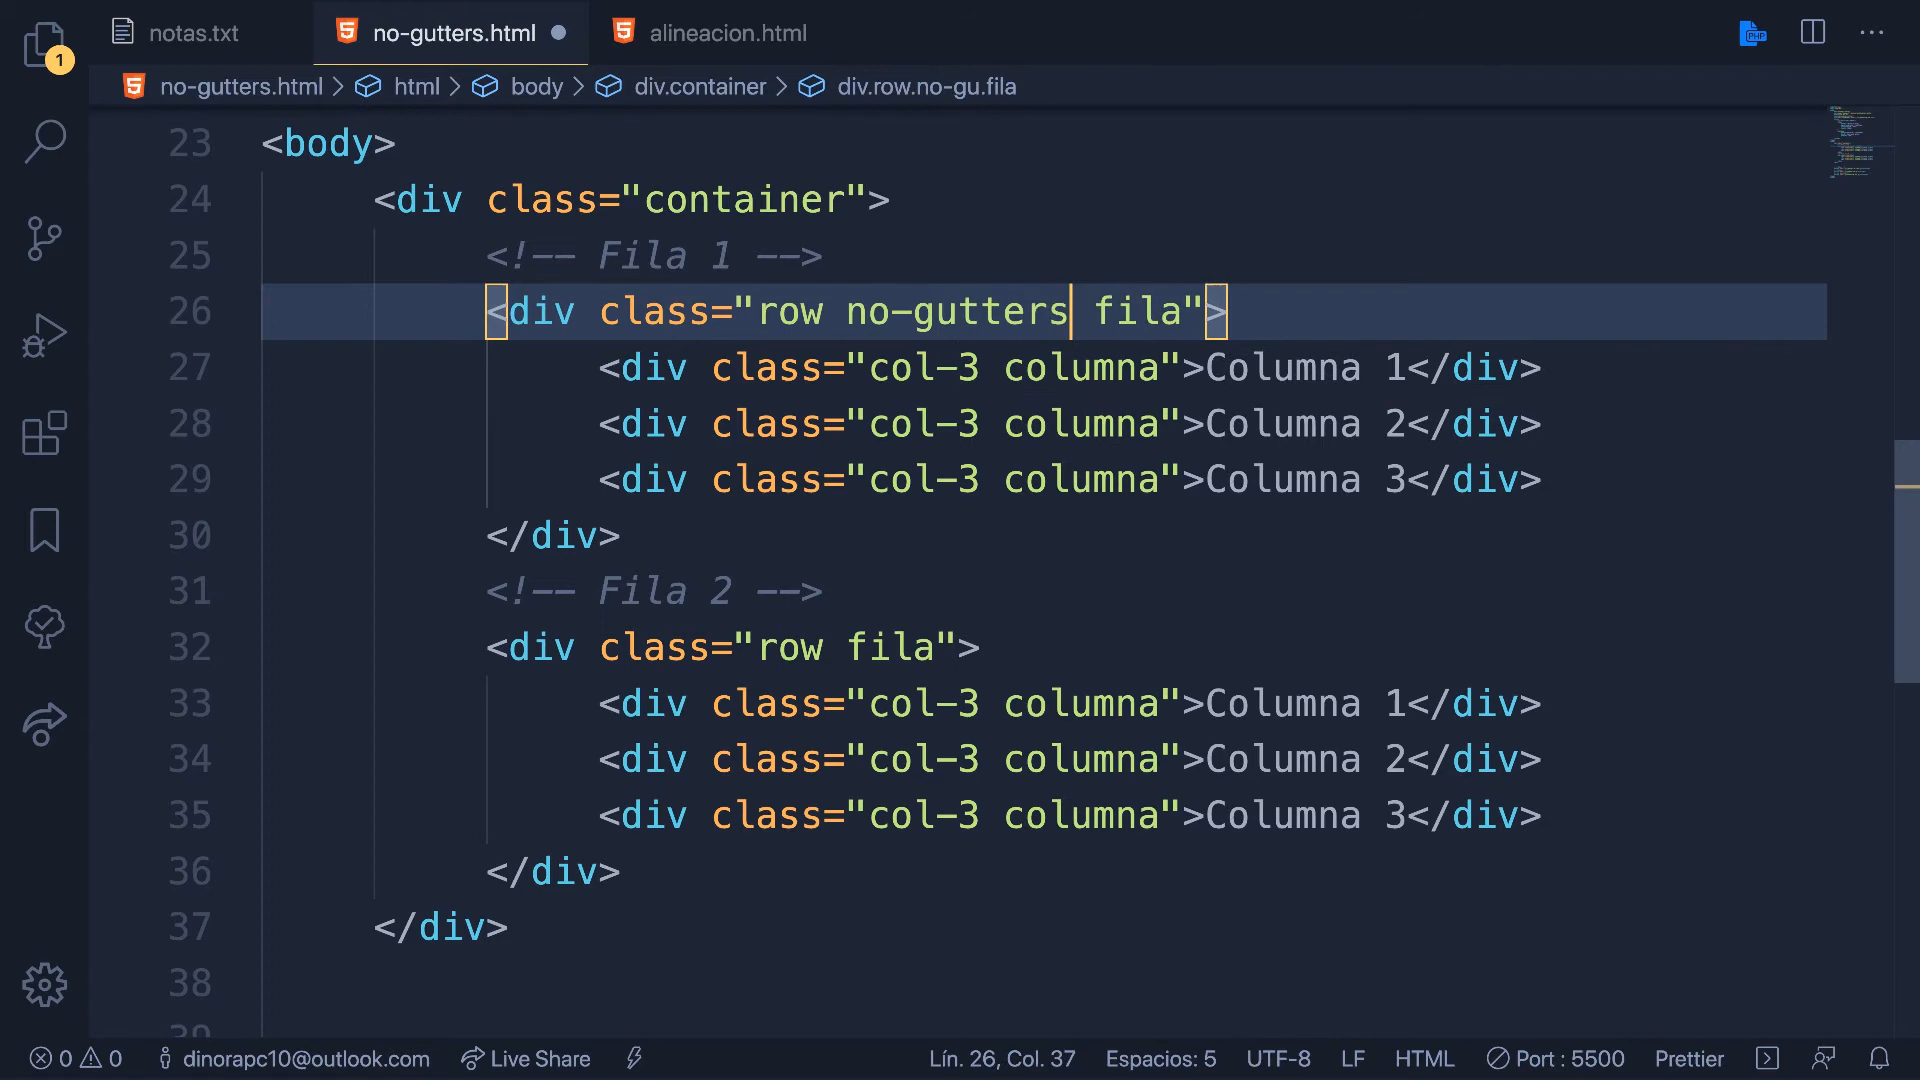 notas.txt no-gutters.html alineacion.html
1
PHP
no-gutters.html > html > body > div.container > div.row.no-gu.fila
23 <body>
24 <div class="container">
25 <!-- Fila 1 -->
26 <div class="row no-gutters fila">
27 <div class="col-3 columna">Columna 1</div>
28 <div class="col-3 columna">Columna 2</div>
29 <div class="col-3 columna">Columna 3</div>
30 </div>
31 <!-- Fila 2 -->
32 <div class="row fila">
33 <div class="col-3 columna">Columna 1</div>
34 <div class="col-3 columna">Columna 2</div>
35 <div class="col-3 columna">Columna 3</div>
36 </div>
37 </div>
38
39
0 0 dinorapc10@outlook.com Live Share Lín. 26, Col. 37 Espacios: 5 UTF-8 LF HTML Port : 5500 Prettier